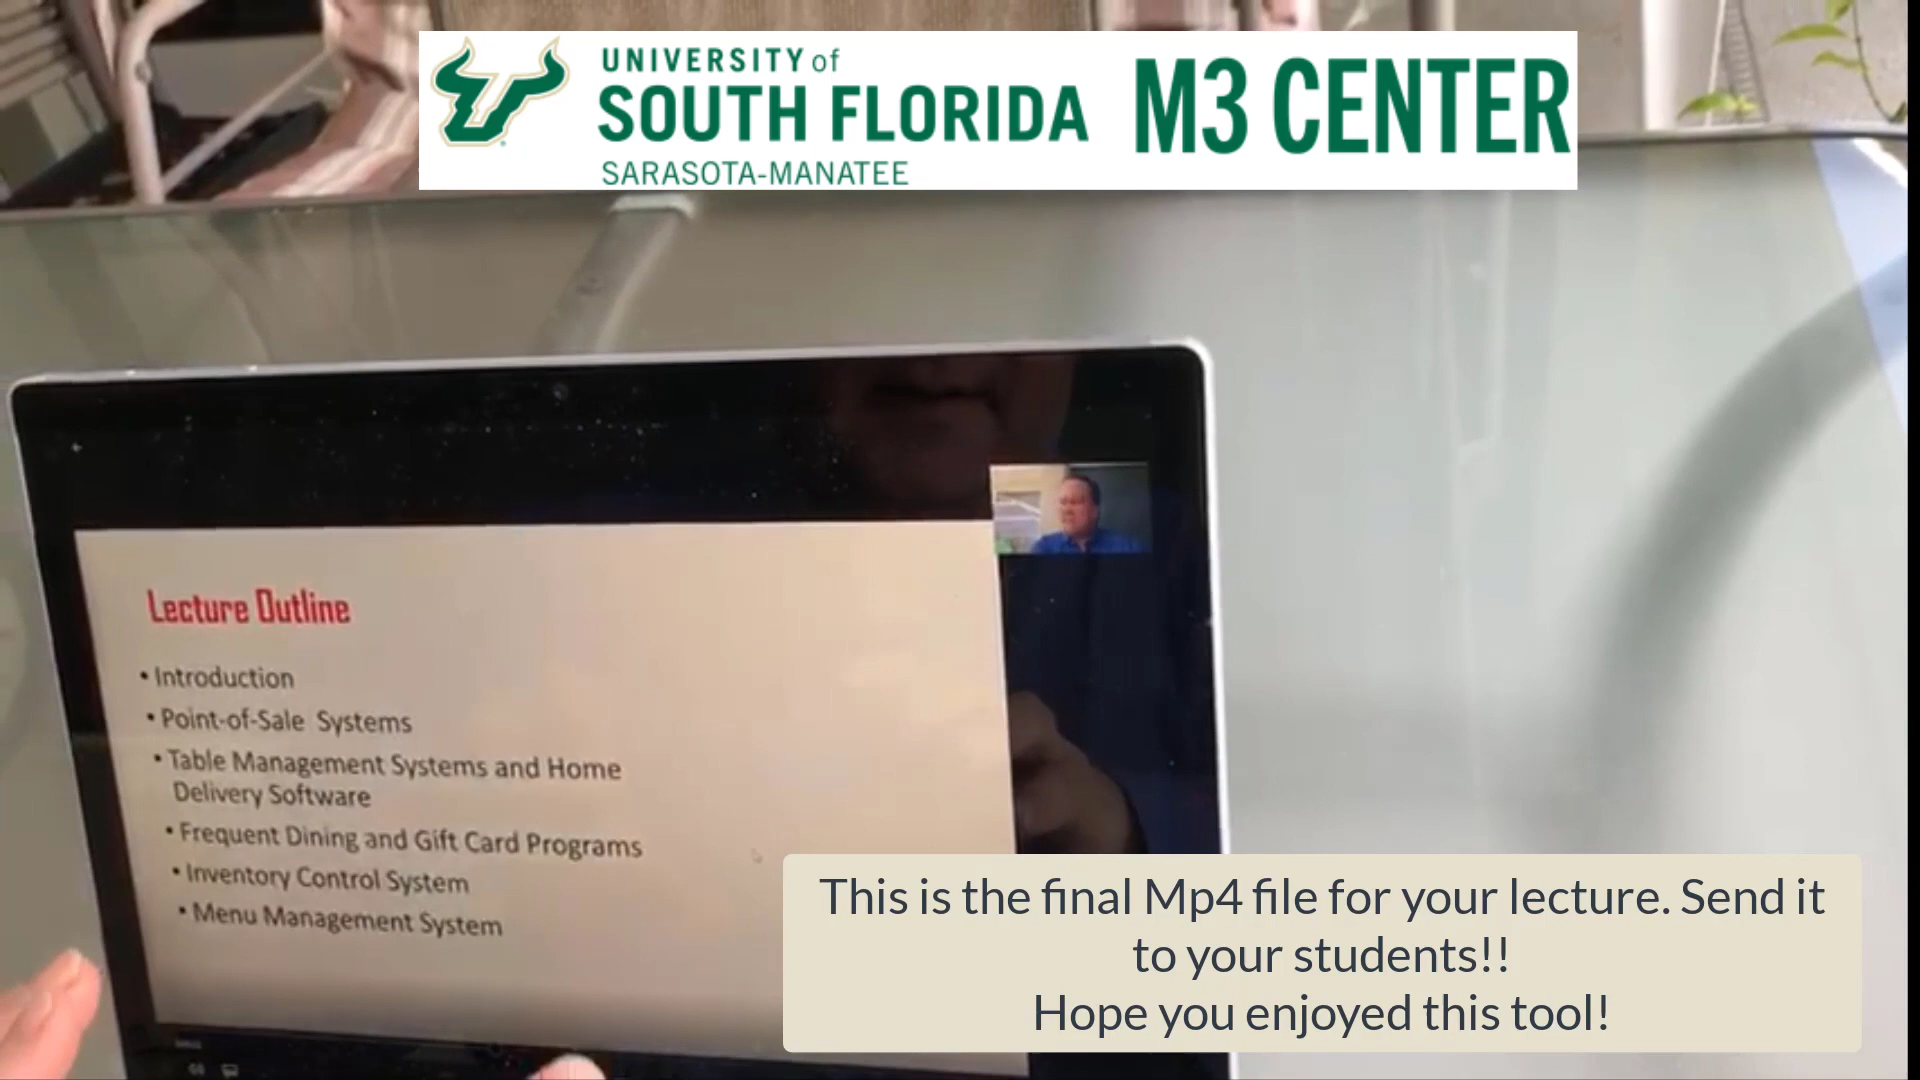 UNIVERSITY of
SOUTH FLORIDA
SARASOTA-MANATEE
M3 CENTER
Lecture Outline
• Introduction
• Point-of-Sale Systems
• Table Management Systems and Home
Delivery Software
• Frequent Dining and Gift Card Programs
• Inventory Control System
• Menu Management System
This is the final Mp4 file for your lecture. Send it
to your students!!
Hope you enjoyed this tool!